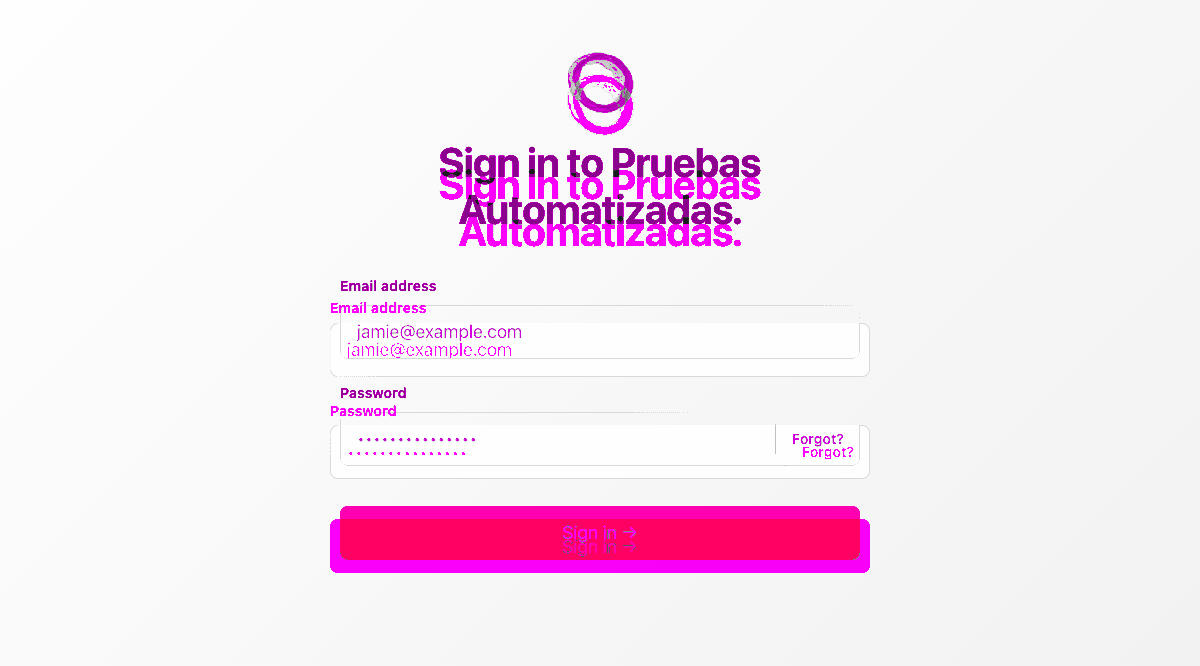 Sign in to Pruebas
Sign in to Pruebas
Automatizadas.
Automatizadas.
Email address
Email address
jamie@example.com
jamie@example.com
Password
Password
•••••••••••••••
Forgot?
•••••••••••••••
Forgot?
Sign in →
Sign in →